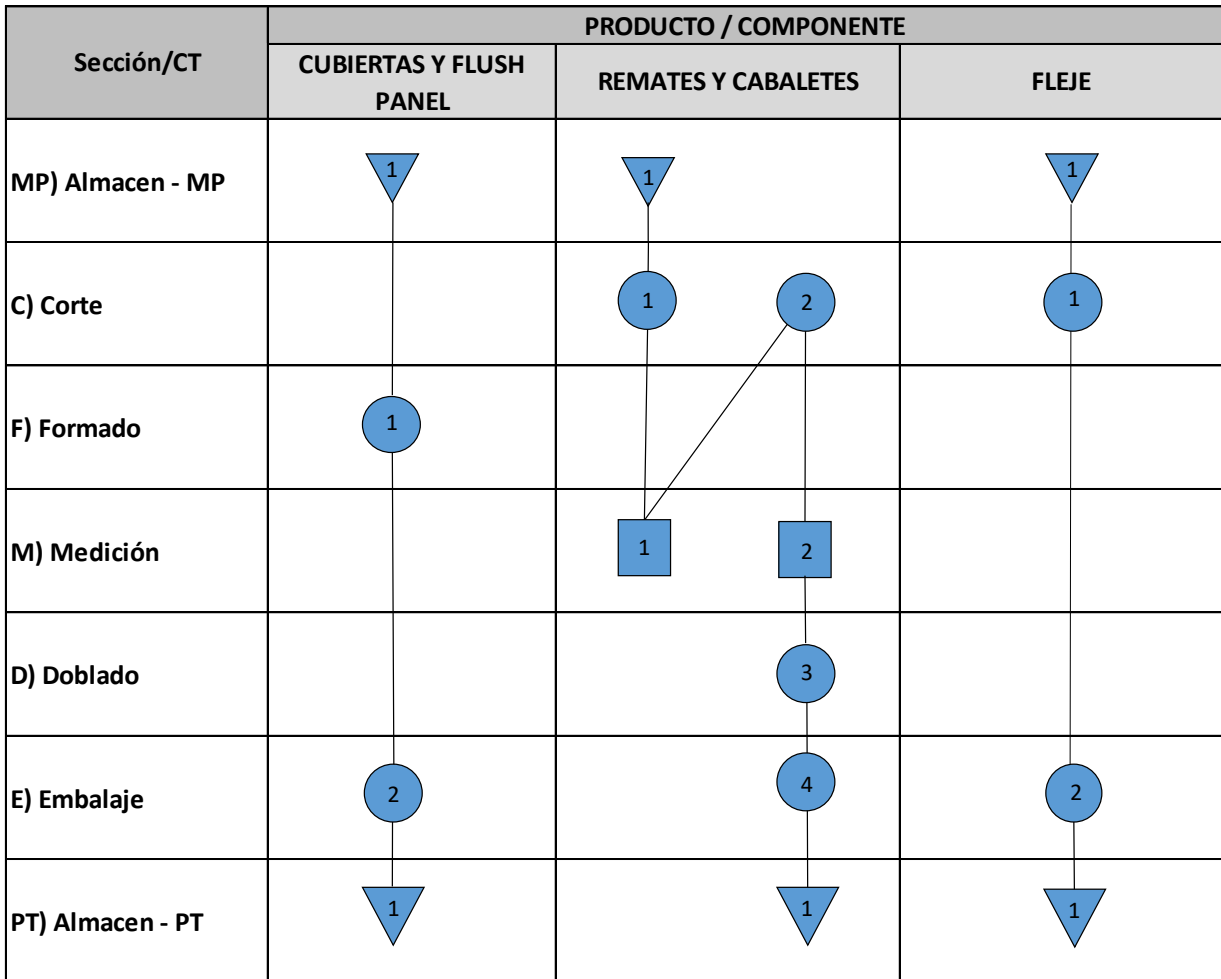 PRODUCTO / COMPONENTE
Sección/CT
CUBIERTAS Y FLUSH
PANEL
REMATES Y CABALETES
FLEJE
MP) Almacen - MP
1
1
1
C) Corte
1
2
1
F) Formado
1
M) Medición
1
2
D) Doblado
3
E) Embalaje
2
4
2
PT) Almacen - PT
1
1
1